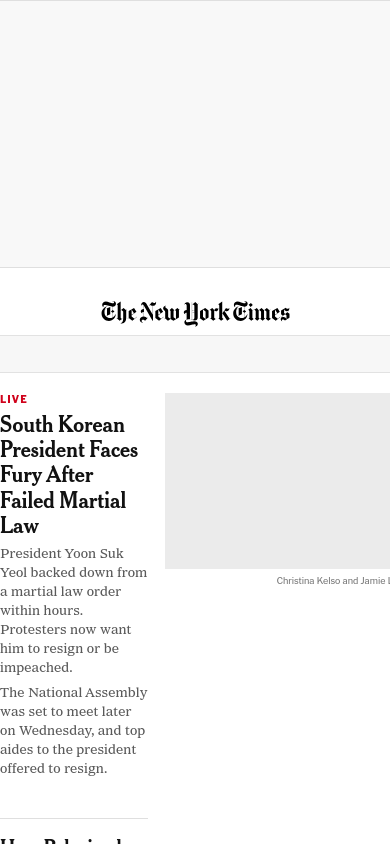 The New York Times
LIVE
South Korean
President Faces
Fury After
Failed Martial
Law
President Yoon Suk
Yeol backed down from
a martial law order
within hours.
Protesters now want
him to resign or be
impeached.
The National Assembly
was set to meet later
on Wednesday, and top
aides to the president
offered to resign.
Christina Kelso and Jamie